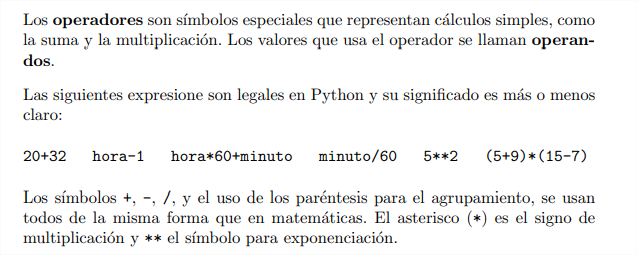 Los operadores son símbolos especiales que representan cálculos simples, como
la suma y la multiplicación. Los valores que usa el operador se llaman operan-
dos.
Las siguientes expresione son legales en Python y su significado es más o menos
claro:
20+32 hora-1 hora*60+minuto minuto/60 5**2 (5+9)*(15-7)
Los símbolos +, -, /, y el uso de los paréntesis para el agrupamiento, se usan
todos de la misma forma que en matemáticas. El asterisco (*) es el signo de
multiplicación y ** el símbolo para exponenciación.